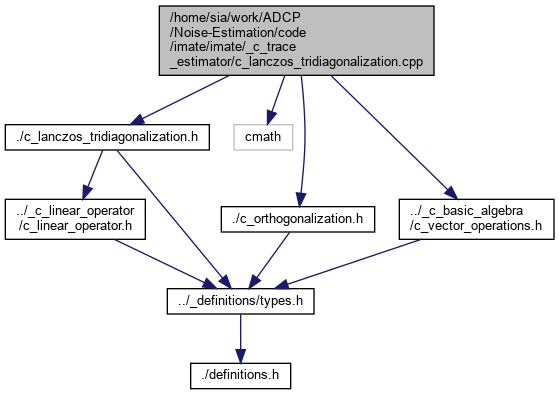 /home/sia/work/ADCP
/Noise-Estimation/code
/imate/imate/_c_trace
_estimator/c_lanczos_tridiagonalization.cpp
./c_lanczos_tridiagonalization.h
cmath
../_c_linear_operator
/c_linear_operator.h
./c_orthogonalization.h
../_c_basic_algebra
/c_vector_operations.h
../_definitions/types.h
./definitions.h